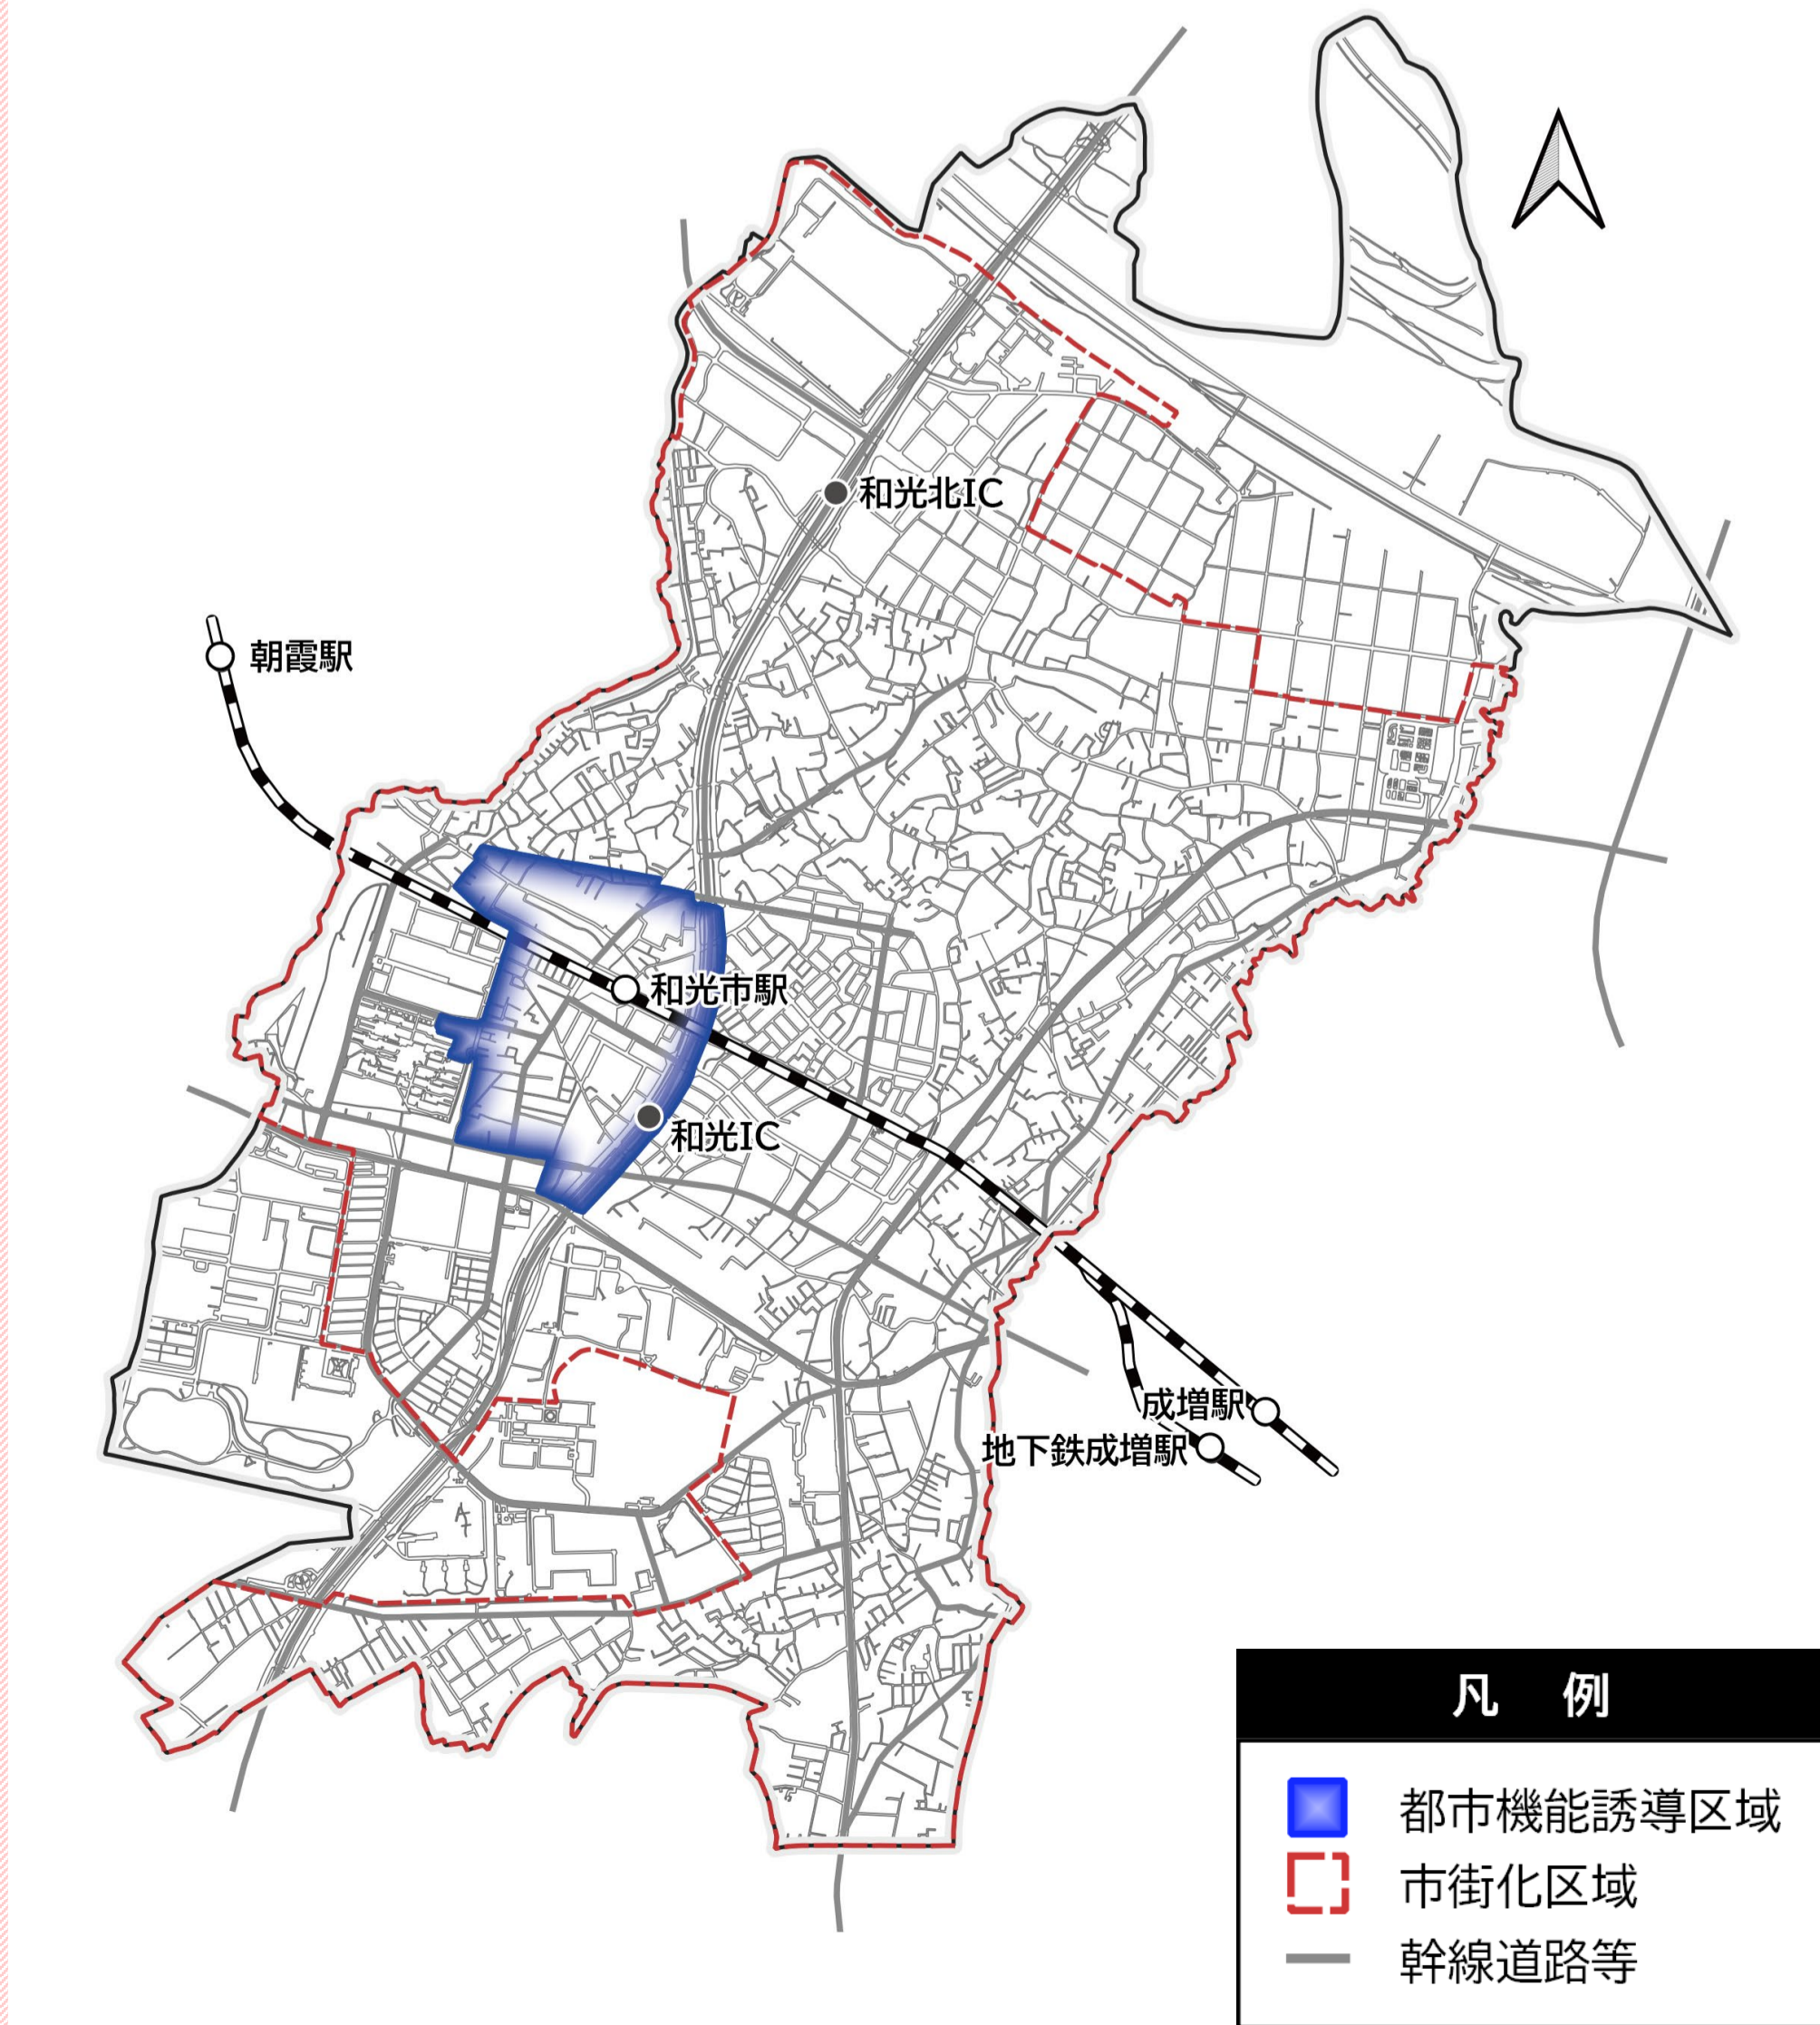 和光北IC
朝霞駅
和光市駅
和光IC
成増駅
地下鉄成増駅
凡 例
都市機能誘導区域
市街化区域
幹線道路等